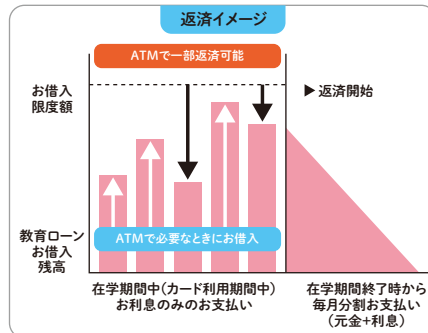 返済イメージ
ATMで一部返済可能
お借入
限度額
▶返済開始
教育ローン
お借入
残高
ATMで必要なときにお借入
在学期間中(カード利用期間中)
お利息のみのお支払い
在学期間終了時から
毎月分割お支払い
(元金+利息)